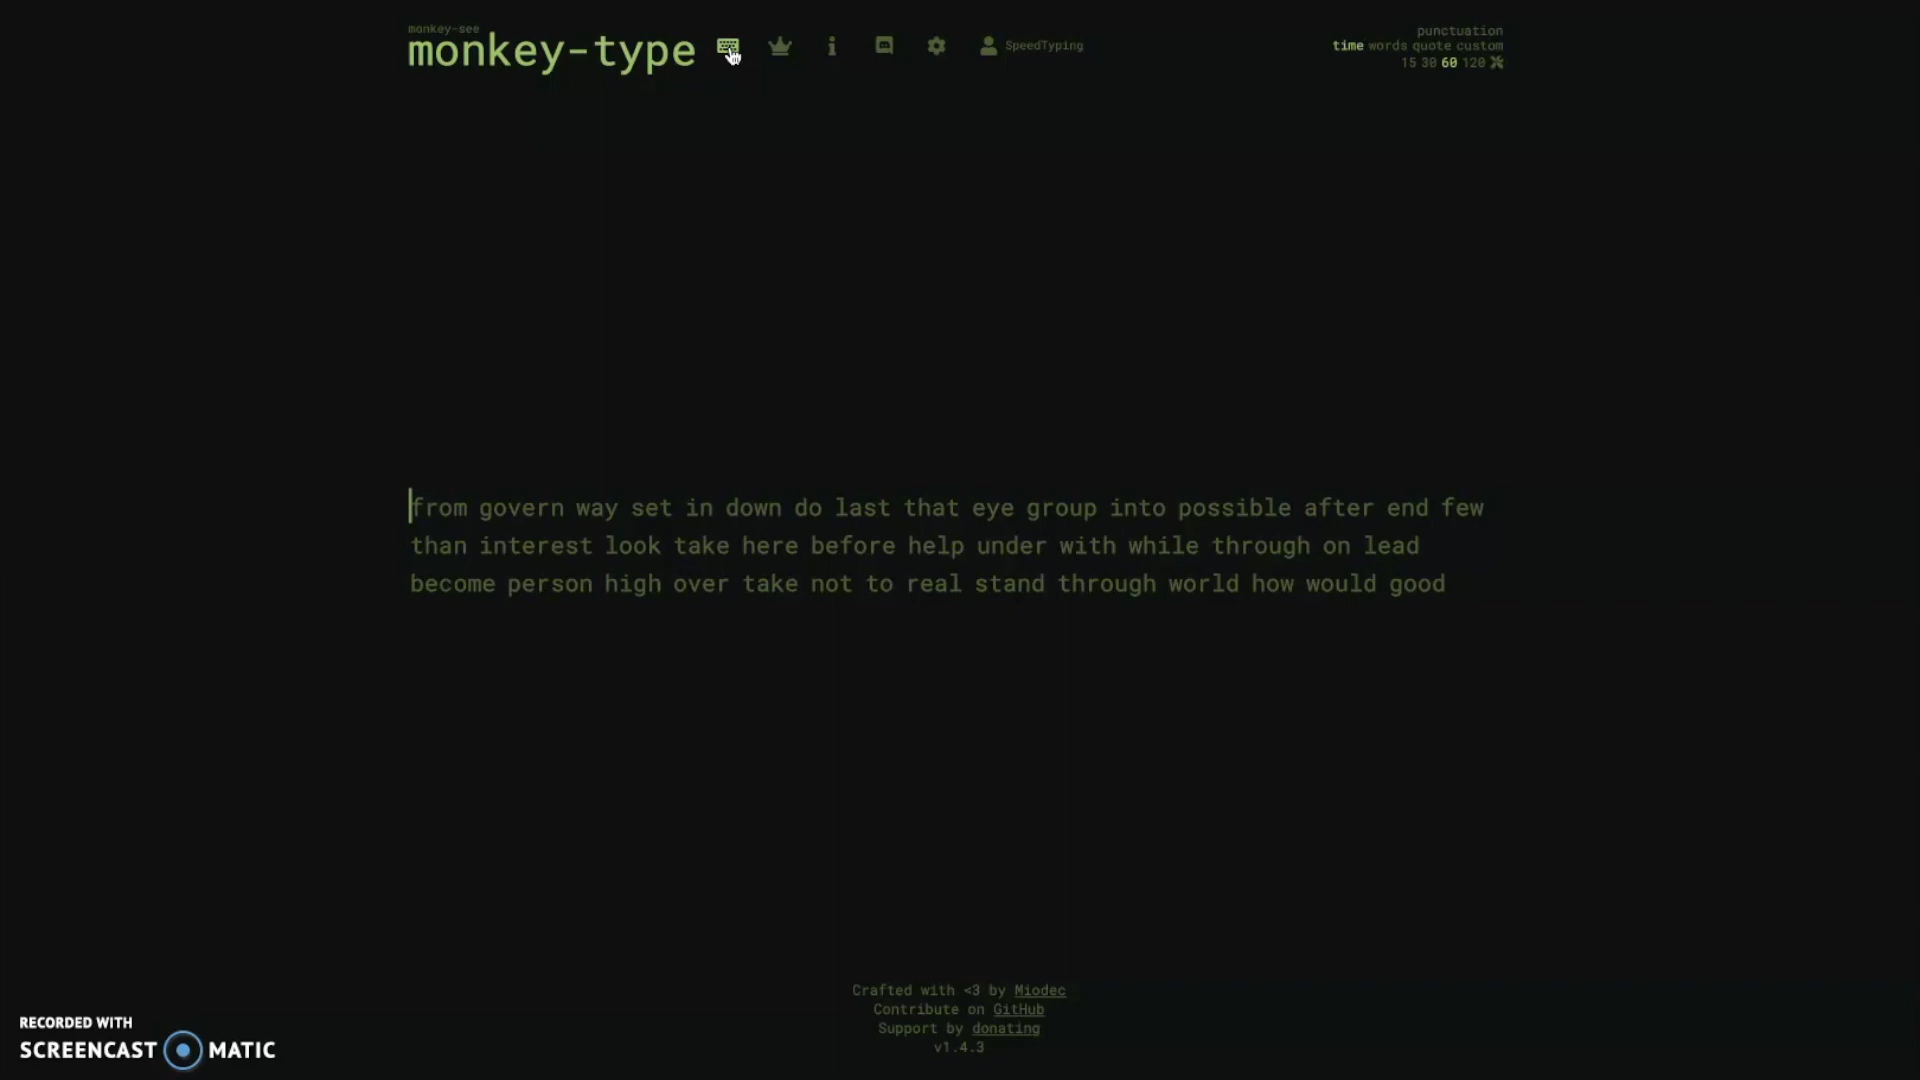 monkey-see
monkey-type
SpeedTyping
punctuation
time words quote custom
15 30 60 120
from govern way set in down do last that eye group into possible after end few
than interest look take here before help under with while through on lead
become person high over take not to real stand through world how would good
Crafted with <3 by Miodec
Contribute on GitHub
Support by donating
v1.4.3
RECORDED WITH
SCREENCAST MATIC